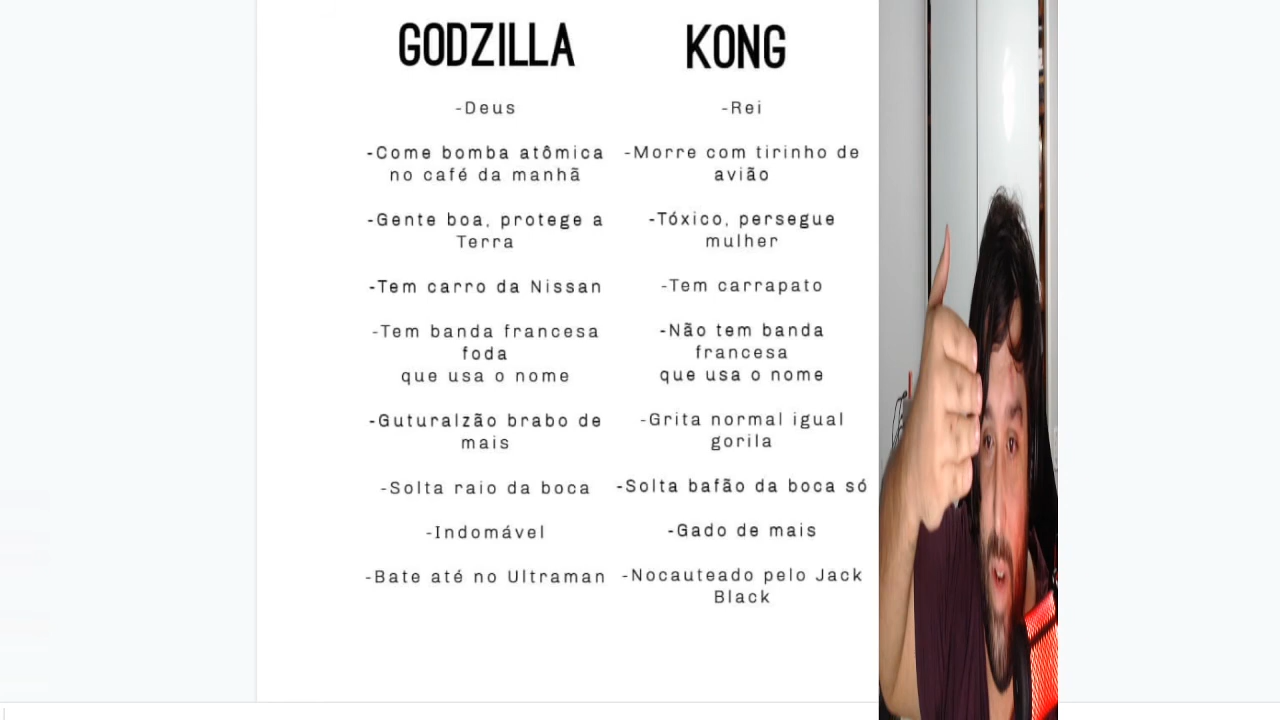 GODZILLA
-Deus
-Come bomba atômica
no café da manhã
-Gente boa, protege a
Terra
-Tem carro da Nissan
-Tem banda francesa
foda
que usa o nome
-Guturalzão brabo de
mais
-Solta raio da boca
-Indomável
-Bate até no Ultraman
KONG
-Rei
-Morre com tirinho de
avião
-Tóxico, persegue
mulher
-Tem carrapato
-Não tem banda
francesa
que usa o nome
-Grita normal igual
gorila
-Solta bafão da boca só
-Gado de mais
-Nocauteado pelo Jack
Black